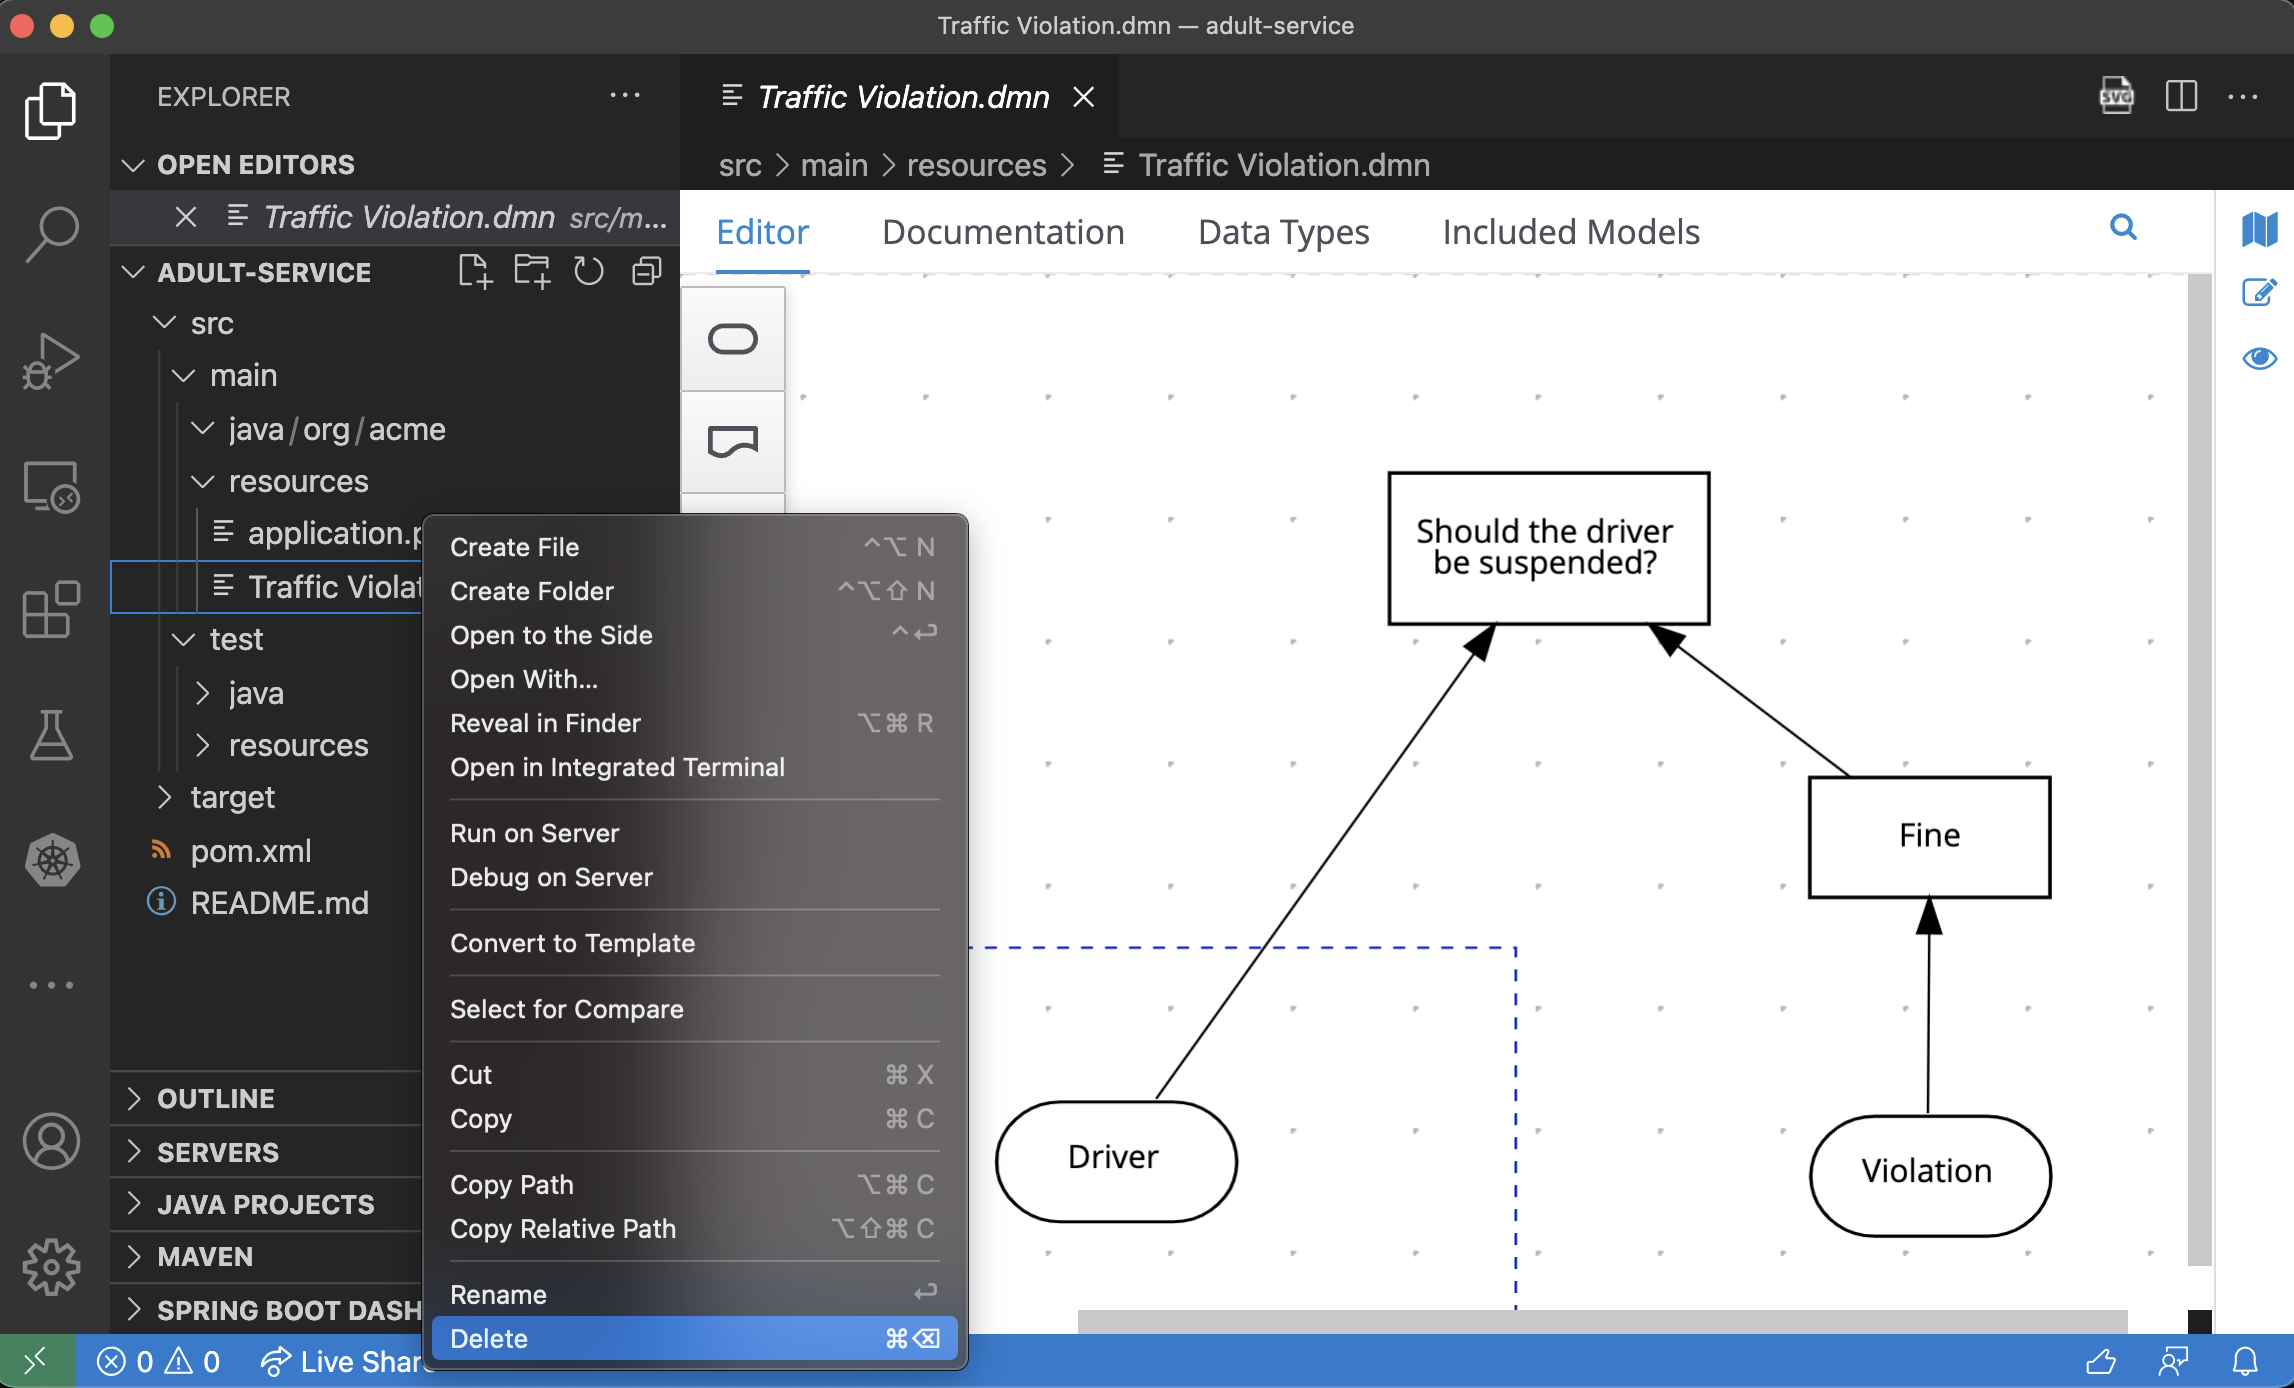 Traffic Violation.dmn — adult-service
EXPLORER
Traffic Violation.dmn
OPEN EDITORS
src
main
resources
Traffic Violation.dmn
Traffic Violation.dmn src/m...
Editor
Documentation
Data Types
Included Models
ADULT-SERVICE
src
main
java/org/acme
resources
application.p
Traffic Violat
test
java
resources
target
pom.xml
README.md
OUTLINE
SERVERS
JAVA PROJECTS
MAVEN
SPRING BOOT DASH
Create File ⌃⌥ N
Create Folder ⌃⌥⇧ N
Open to the Side ⌃↩
Open With...
Reveal in Finder ⌥⌘ R
Open in Integrated Terminal
Run on Server
Debug on Server
Convert to Template
Select for Compare
Cut ⌘ X
Copy ⌘ C
Copy Path ⌥⌘ C
Copy Relative Path ⌥⇧⌘ C
Rename ↩
Delete ⌘⌫
SVG
Should the driver
be suspended?
Fine
Driver
Violation
0 0 Live Shar